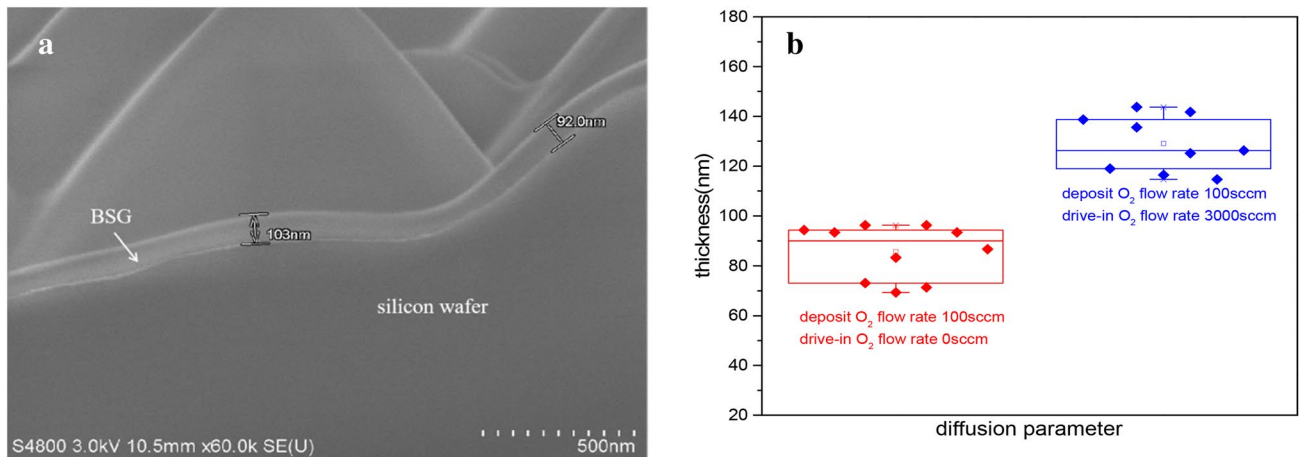 a
92.0nm
BSG
103nm
silicon wafer
S4800 3.0kV 10.5mm x60.0k SE(U)
500nm
b
180
160
140
120
100
80
60
40
20
thickness(nm)
deposit O₂ flow rate 100sccm
drive-in O₂ flow rate 3000sccm
deposit O₂ flow rate 100sccm
drive-in O₂ flow rate 0sccm
diffusion parameter